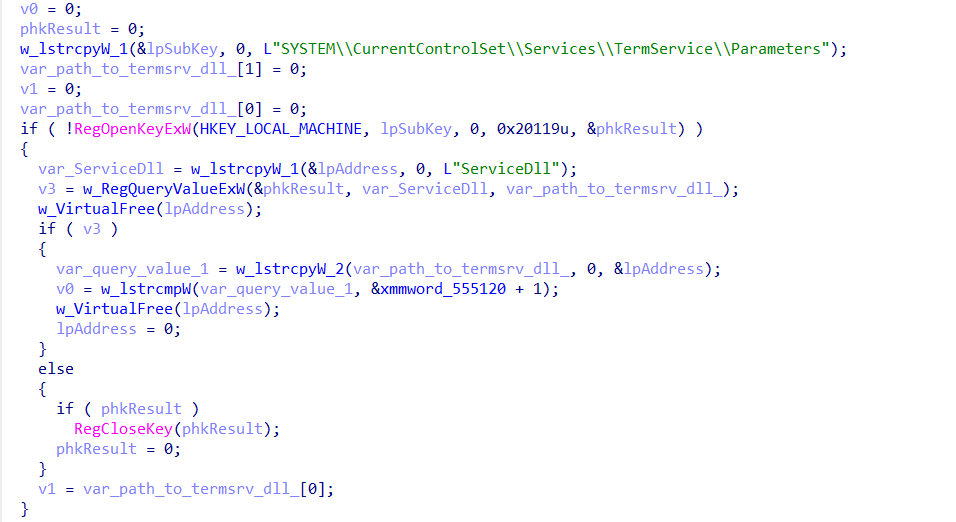 v0 = 0;
phkResult = 0;
w_lstrcpyW_1(&lpSubKey, 0, L"SYSTEM\\CurrentControlSet\\Services\\TermService\\Parameters");
var_path_to_termsrv_dll_[1] = 0;
v1 = 0;
var_path_to_termsrv_dll_[0] = 0;
if ( !RegOpenKeyExW(HKEY_LOCAL_MACHINE, lpSubKey, 0, 0x20119u, &phkResult) )
{
  var_ServiceDll = w_lstrcpyW_1(&lpAddress, 0, L"ServiceDll");
  v3 = w_RegQueryValueExW(&phkResult, var_ServiceDll, var_path_to_termsrv_dll_);
  w_VirtualFree(lpAddress);
  if ( v3 )
  {
    var_query_value_1 = w_lstrcpyW_2(var_path_to_termsrv_dll_, 0, &lpAddress);
    v0 = w_lstrcmpW(var_query_value_1, &xmmword_555120 + 1);
    w_VirtualFree(lpAddress);
    lpAddress = 0;
  }
  else
  {
    if ( phkResult )
      RegCloseKey(phkResult);
    phkResult = 0;
  }
  v1 = var_path_to_termsrv_dll_[0];
}